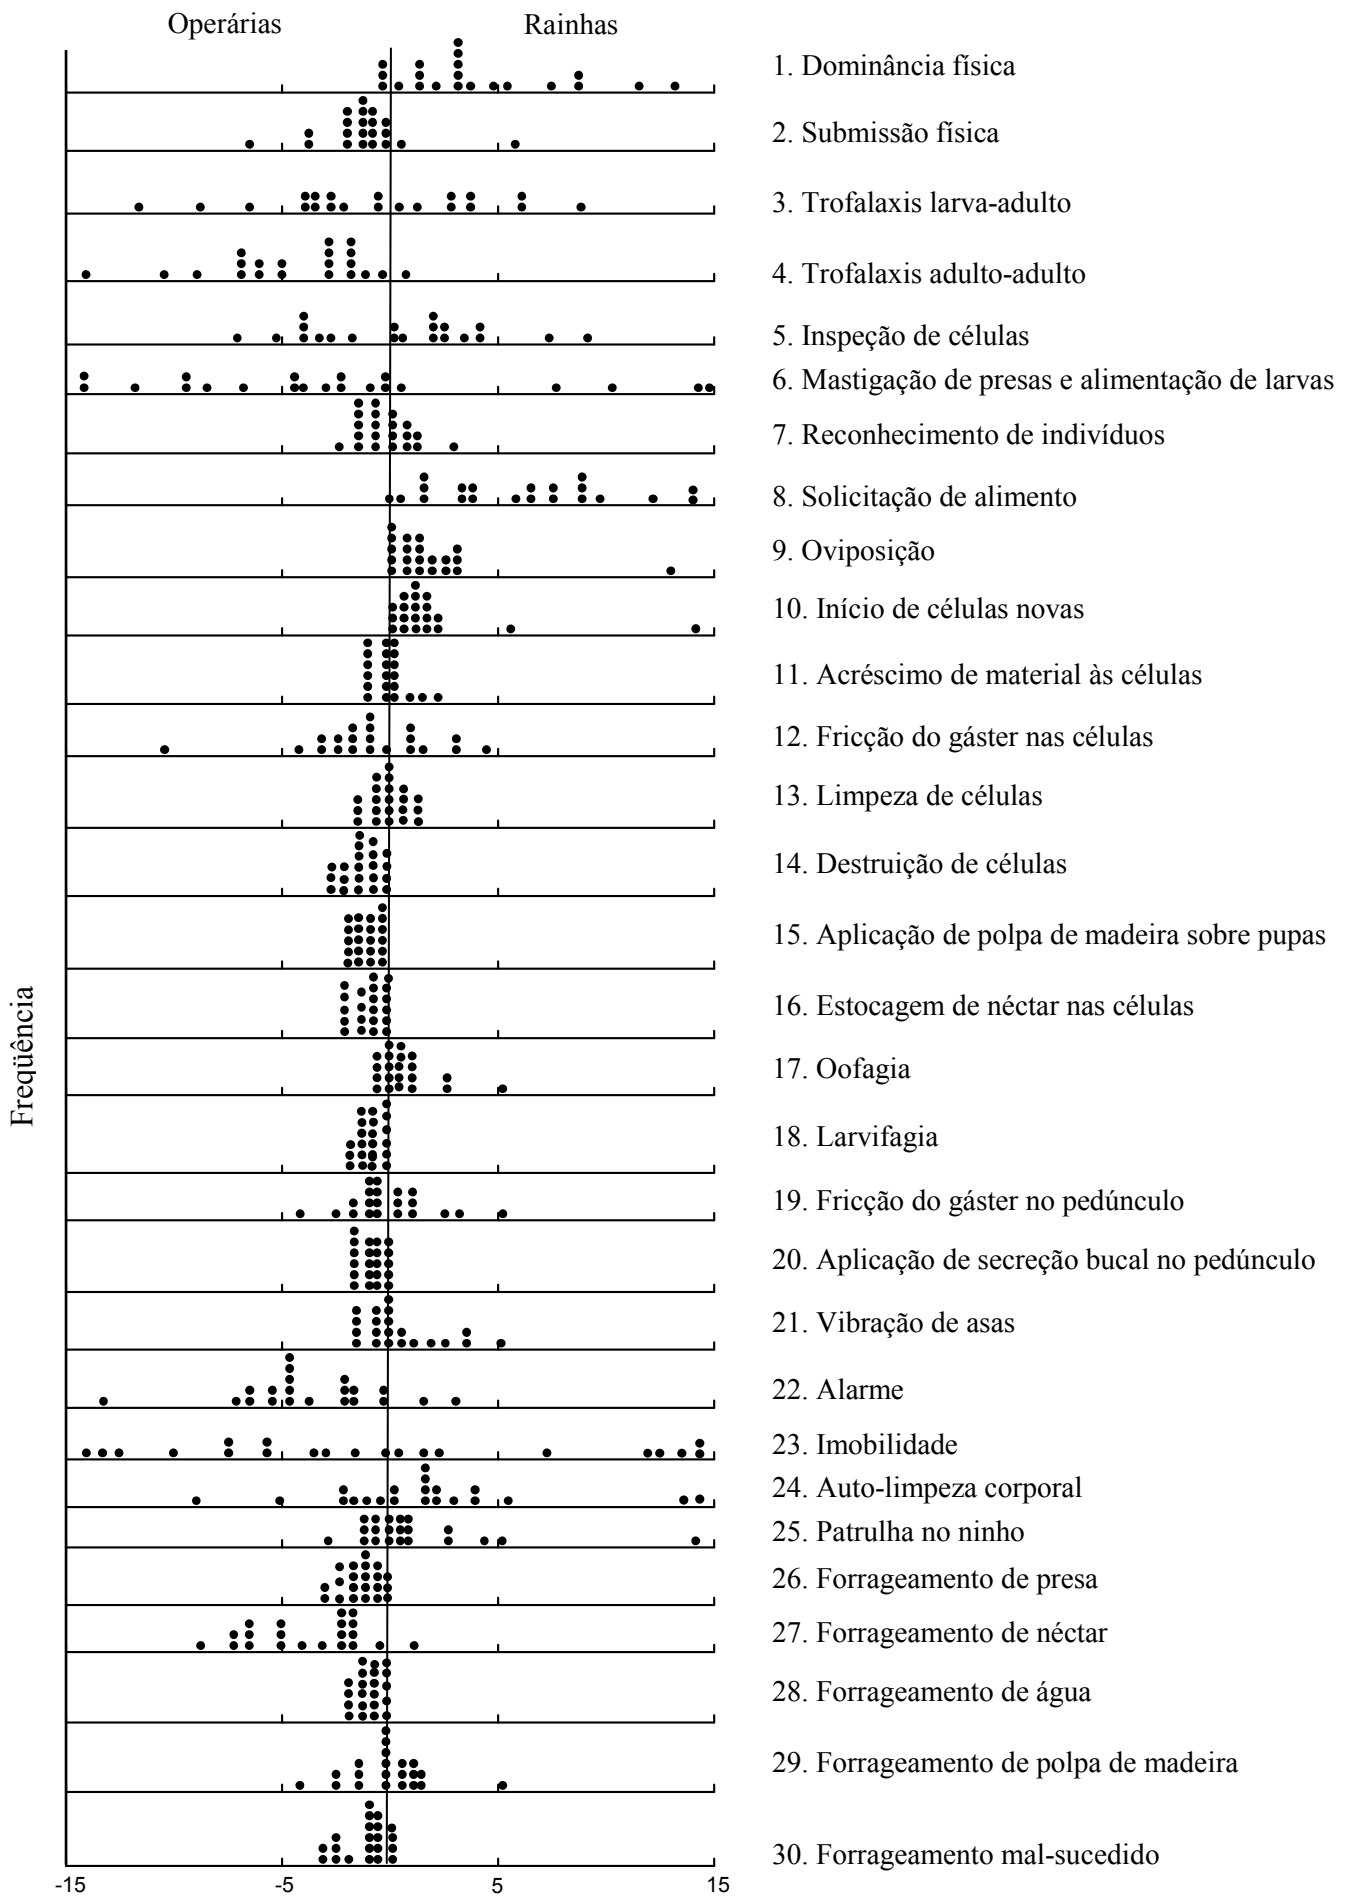 Operárias
Rainhas
1. Dominância física
2. Submissão física
3. Trofalaxis larva-adulto
4. Trofalaxis adulto-adulto
5. Inspeção de células
6. Mastigação de presas e alimentação de larvas
7. Reconhecimento de indivíduos
8. Solicitação de alimento
9. Oviposição
10. Início de células novas
11. Acréscimo de material às células
12. Fricção do gáster nas células
13. Limpeza de células
14. Destruição de células
15. Aplicação de polpa de madeira sobre pupas
16. Estocagem de néctar nas células
17. Oofagia
18. Larvifagia
19. Fricção do gáster no pedúnculo
20. Aplicação de secreção bucal no pedúnculo
21. Vibração de asas
22. Alarme
23. Imobilidade
24. Auto-limpeza corporal
25. Patrulha no ninho
26. Forrageamento de presa
27. Forrageamento de néctar
28. Forrageamento de água
29. Forrageamento de polpa de madeira
30. Forrageamento mal-sucedido
Freqüência
-15 -5 5 15